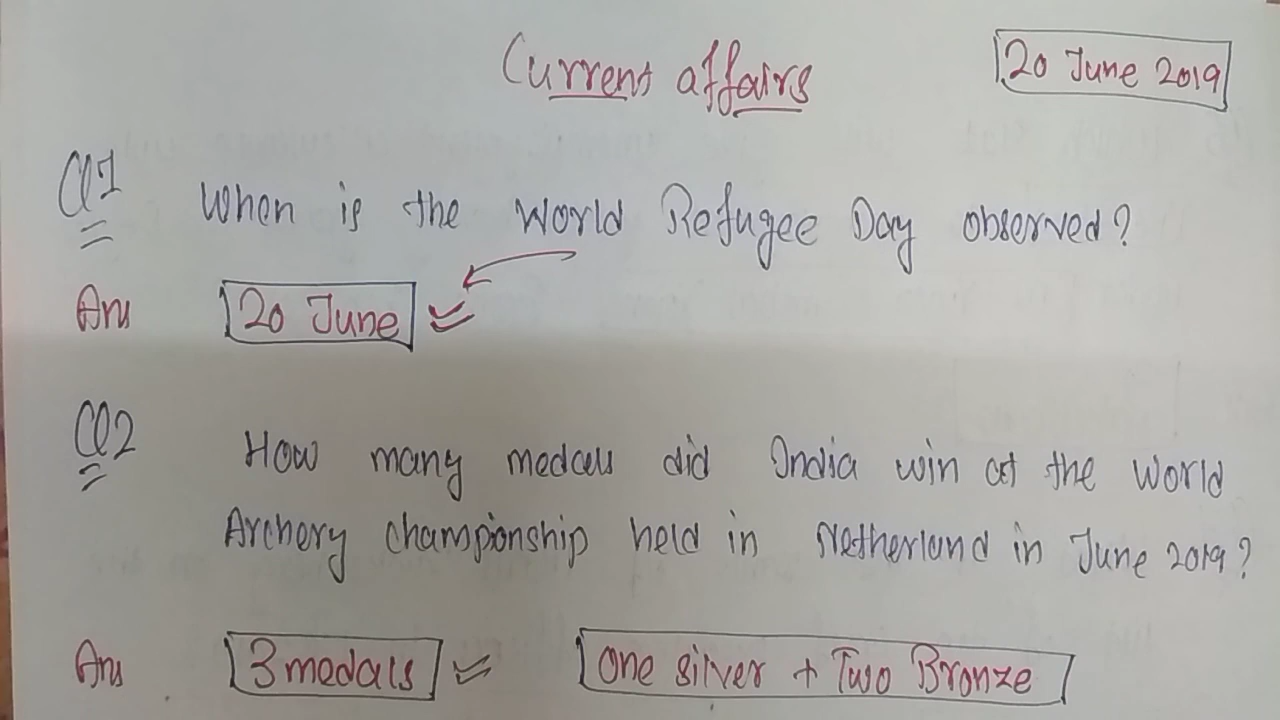 Current affairs
20 June 2019
Q1 When is the World Refugee Day observed?
Ans 20 June
Q2 How many medals did India win at the World
Archery championship held in Netherland in June 2019?
Ans 3 medals One silver + Two Bronze